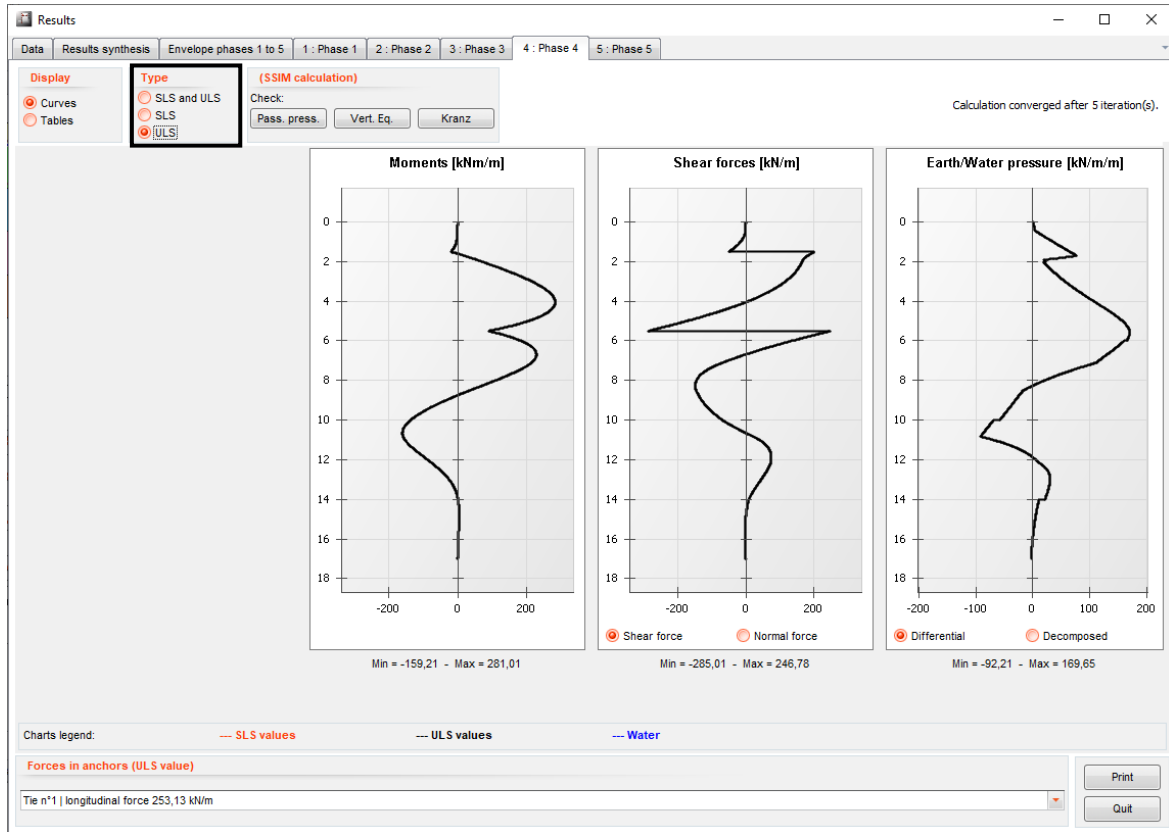 Results
Data Results synthesis Envelope phases 1 to 5 1 : Phase 1 2 : Phase 2 3 : Phase 3 4 : Phase 4 5 : Phase 5
Display
Curves
Tables
Type
SLS and ULS
SLS
ULS
(SSIM calculation)
Check:
Pass. press. Vert. Eq. Kranz
Calculation converged after 5 iteration(s).
Moments [kNm/m]
0
2
4
6
8
10
12
14
16
18
-200 0 200
Min = -159,21 - Max = 281,01
Shear forces [kN/m]
0
2
4
6
8
10
12
14
16
18
-200 0 200
Shear force Normal force
Min = -285,01 - Max = 246,78
Earth/Water pressure [kN/m/m]
0
2
4
6
8
10
12
14
16
18
-200 -100 0 100 200
Differential Decomposed
Min = -92,21 - Max = 169,65
Charts legend: --- SLS values --- ULS values --- Water
Forces in anchors (ULS value)
Tie n°1 | longitudinal force 253,13 kN/m
Print
Quit